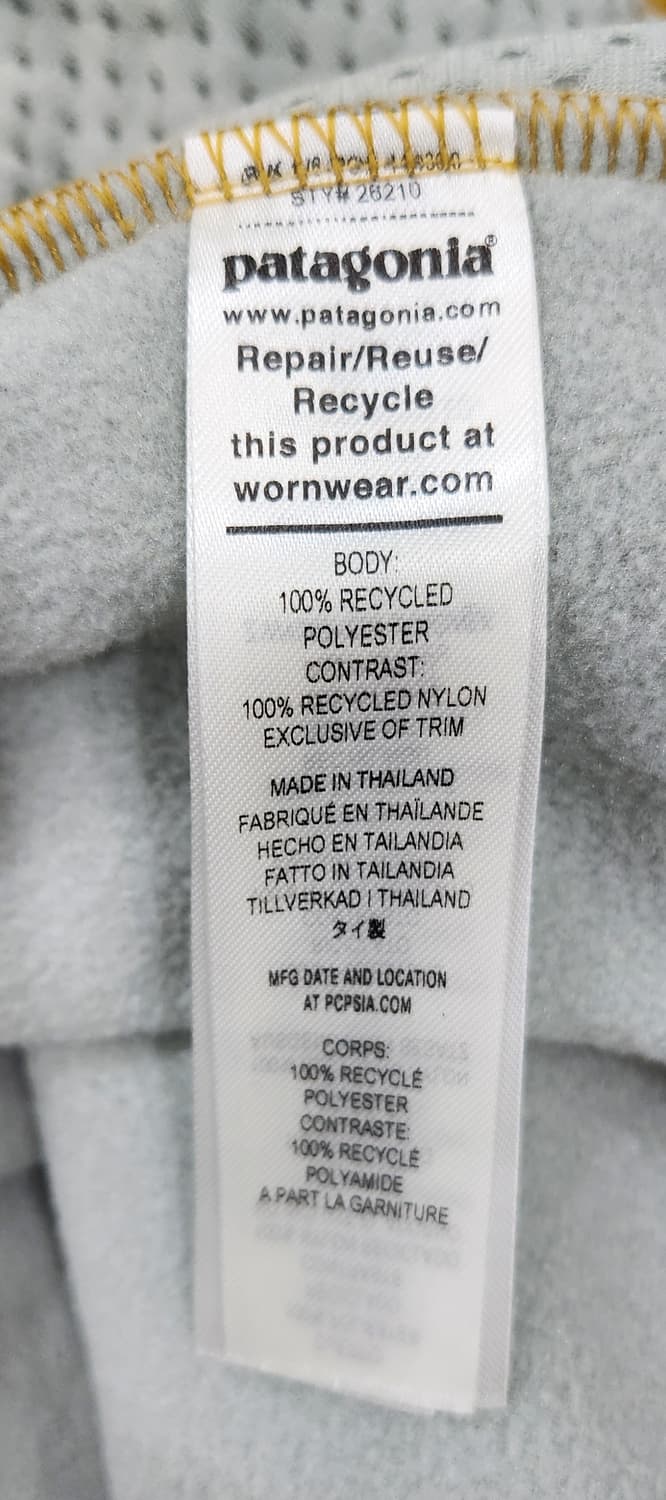 STY# 26210
patagonia®
www.patagonia.com
Repair/Reuse/
Recycle
this product at
wornwear.com
BODY:
100% RECYCLED
POLYESTER
CONTRAST:
100% RECYCLED NYLON
EXCLUSIVE OF TRIM
MADE IN THAILAND
FABRIQUÉ EN THAÏLANDE
HECHO EN TAILANDIA
FATTO IN TAILANDIA
TILLVERKAD I THAILAND
タイ製
MFG DATE AND LOCATION
AT PCPSIA.COM
CORPS:
100% RECYCLÉ
POLYESTER
CONTRASTE:
100% RECYCLÉ
POLYAMIDE
A PART LA GARNITURE